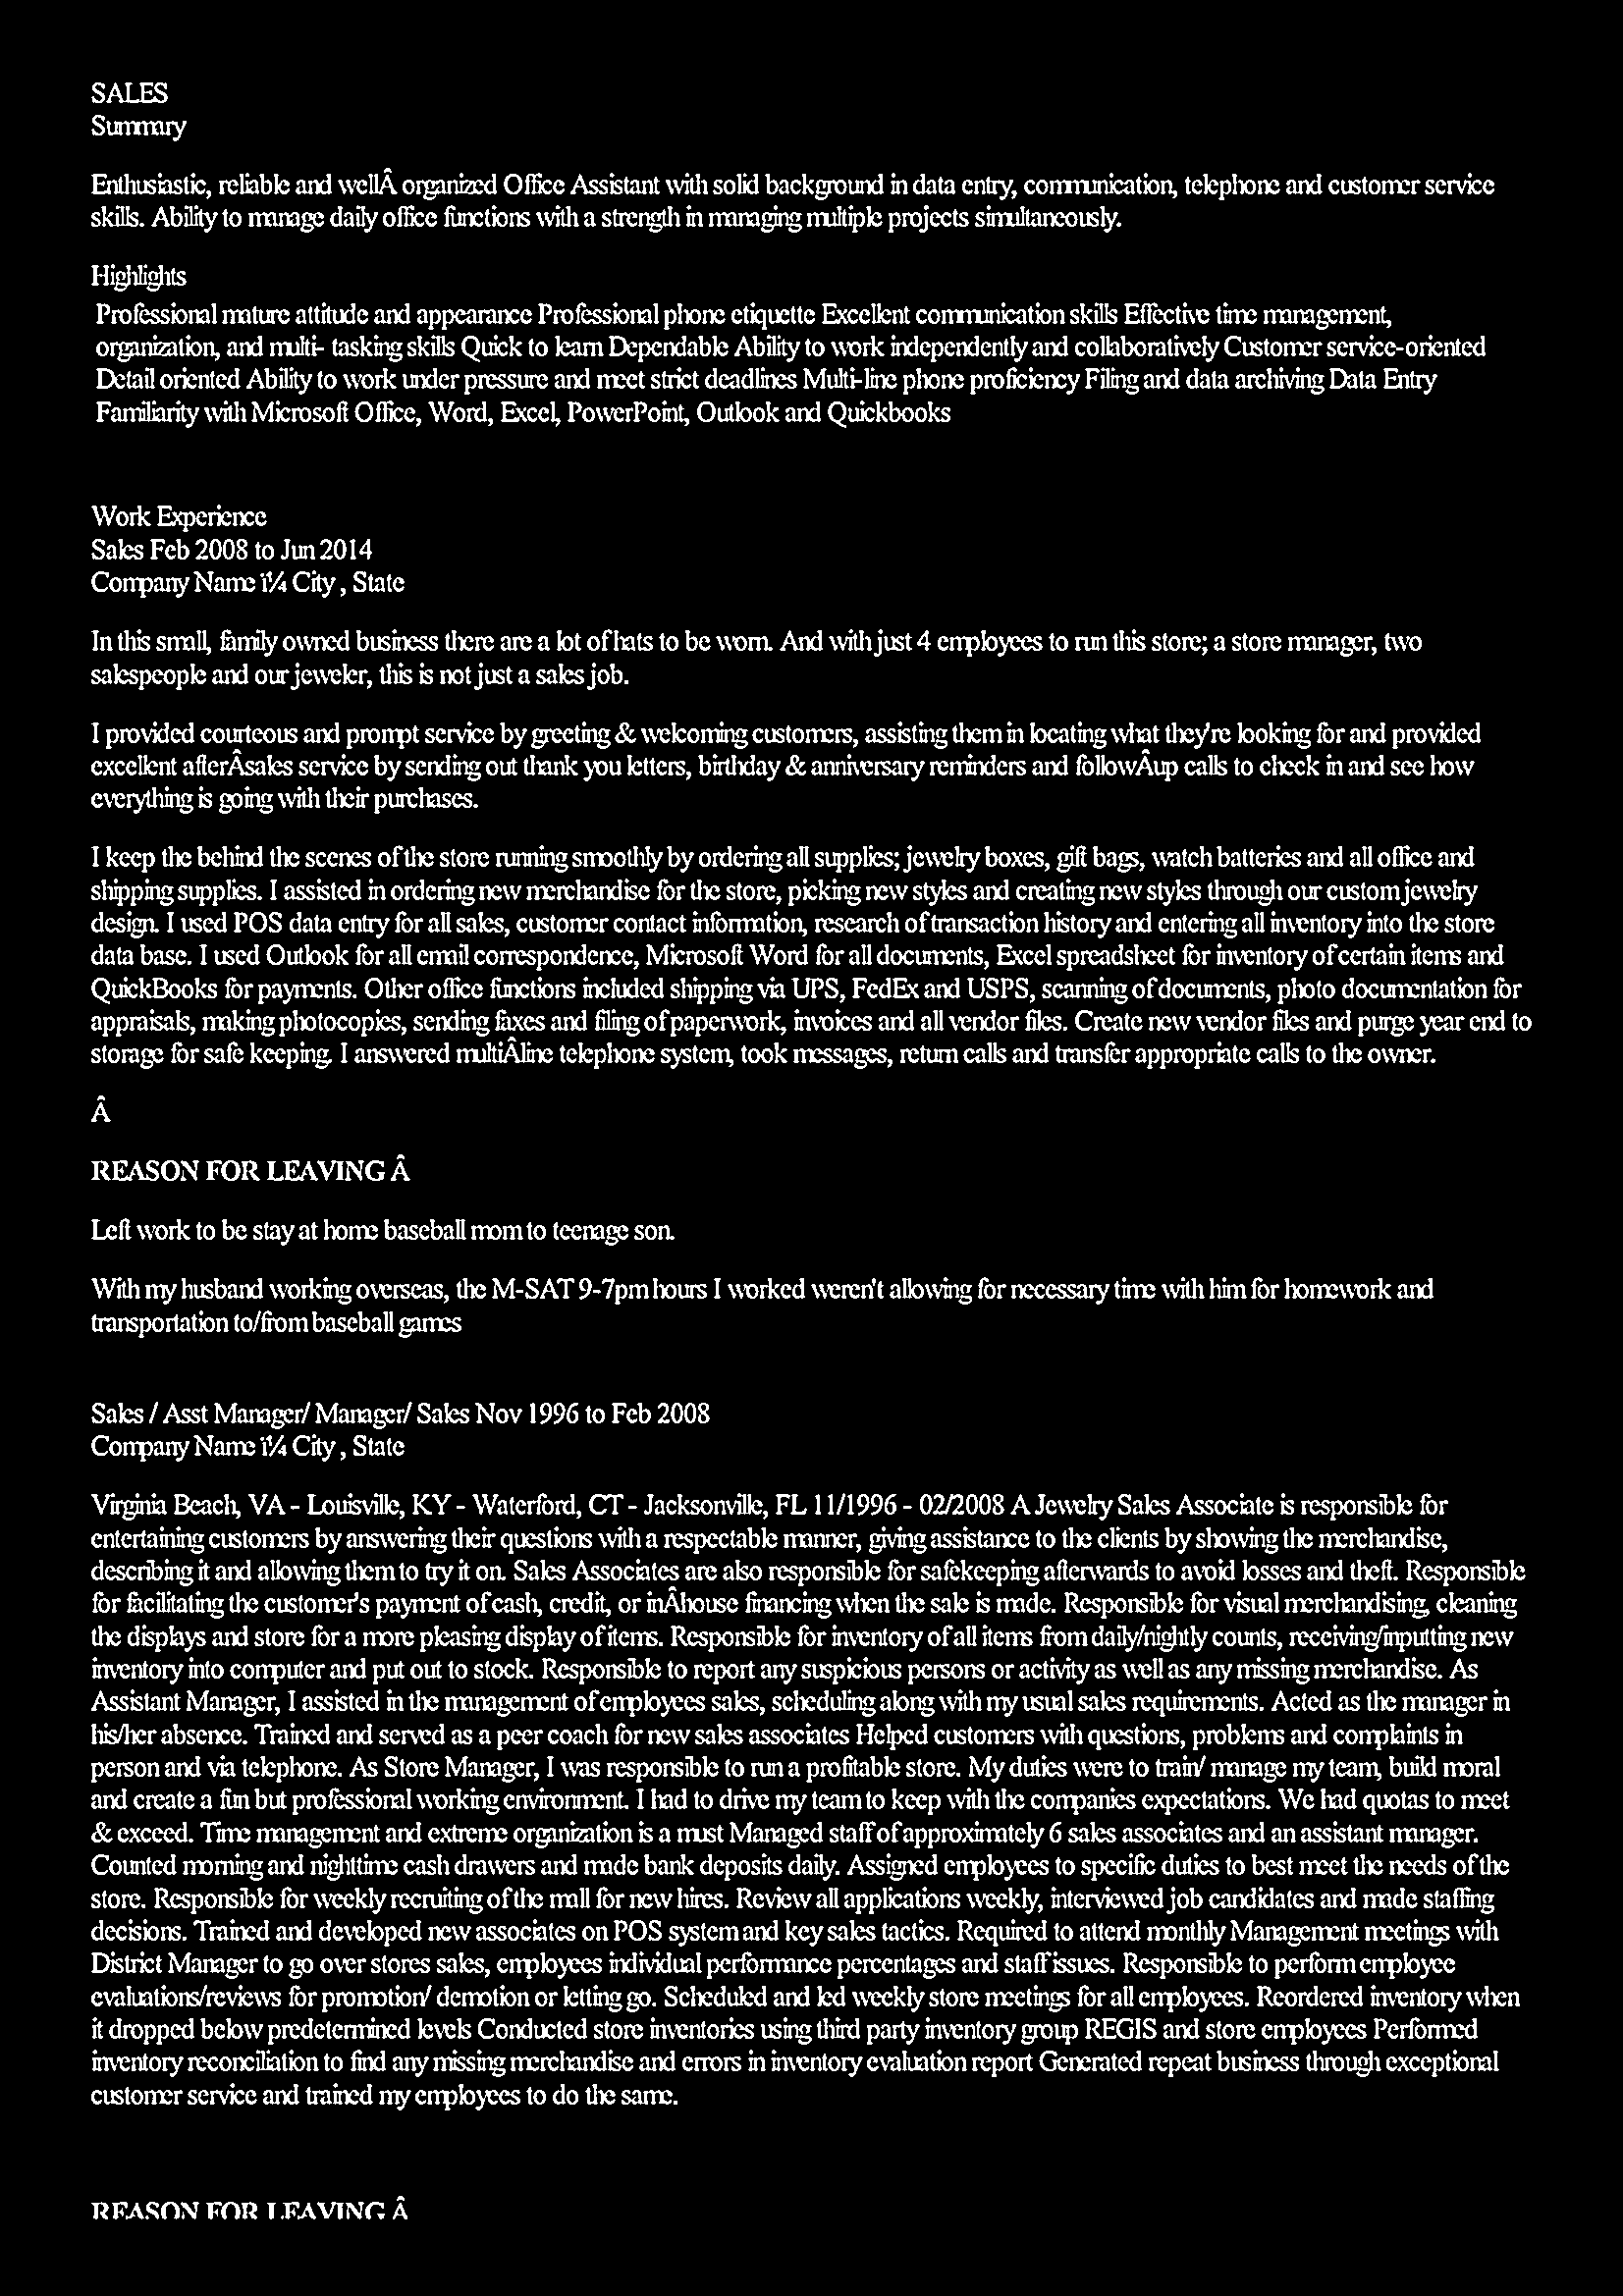 SALES
Summary
Enthusiastic, reliable and wellÂ organized Office Assistant with solid background in data entry, communication, telephone and customer service
skills. Ability to manage daily office functions with a strength in managing multiple projects simultaneously.
Highlights
Professional mature attitude and appearance Professional phone etiquette Excellent communication skills Effective time management,
organization, and multi- tasking skills Quick to learn Dependable Ability to work independently and collaboratively Customer service-oriented
Detail oriented Ability to work under pressure and meet strict deadlines Multi-line phone proficiency Filing and data archiving Data Entry
Familiarity with Microsoft Office, Word, Excel, PowerPoint, Outlook and Quickbooks
Work Experience
Sales Feb 2008 to Jun 2014
Company Name ï¼ City , State
In this small, family owned business there are a lot of hats to be worn. And with just 4 employees to run this store; a store manager, two
salespeople and our jeweler, this is not just a sales job.
I provided courteous and prompt service by greeting & welcoming customers, assisting them in locating what they're looking for and provided
excellent afterÂsales service by sending out thank you letters, birthday & anniversary reminders and followÂup calls to check in and see how
everything is going with their purchases.
I keep the behind the scenes of the store running smoothly by ordering all supplies; jewelry boxes, gift bags, watch batteries and all office and
shipping supplies. I assisted in ordering new merchandise for the store, picking new styles and creating new styles through our custom jewelry
design. I used POS data entry for all sales, customer contact information, research of transaction history and entering all inventory into the store
data base. I used Outlook for all email correspondence, Microsoft Word for all documents, Excel spreadsheet for inventory of certain items and
QuickBooks for payments. Other office functions included shipping via UPS, FedEx and USPS, scanning of documents, photo documentation for
appraisals, making photocopies, sending faxes and filing of paperwork, invoices and all vendor files. Create new vendor files and purge year end to
storage for safe keeping. I answered multiÂline telephone system, took messages, return calls and transfer appropriate calls to the owner.
Â
REASON FOR LEAVING Â
Left work to be stay at home baseball mom to teenage son.
With my husband working overseas, the M-SAT 9-7pm hours I worked weren't allowing for necessary time with him for homework and
transportation to/from baseball games
Sales / Asst Manager/ Manager/ Sales Nov 1996 to Feb 2008
Company Name ï¼ City , State
Virginia Beach, VA - Louisville, KY - Waterford, CT - Jacksonville, FL 11/1996 - 02/2008 A Jewelry Sales Associate is responsible for
entertaining customers by answering their questions with a respectable manner, giving assistance to the clients by showing the merchandise,
describing it and allowing them to try it on. Sales Associates are also responsible for safekeeping afterwards to avoid losses and theft. Responsible
for facilitating the customer's payment of cash, credit, or inÂhouse financing when the sale is made. Responsible for visual merchandising, cleaning
the displays and store for a more pleasing display of items. Responsible for inventory of all items from daily/nightly counts, receiving/inputting new
inventory into computer and put out to stock. Responsible to report any suspicious persons or activity as well as any missing merchandise. As
Assistant Manager, I assisted in the management of employees sales, scheduling along with my usual sales requirements. Acted as the manager in
his/her absence. Trained and served as a peer coach for new sales associates Helped customers with questions, problems and complaints in
person and via telephone. As Store Manager, I was responsible to run a profitable store. My duties were to train/ manage my team, build moral
and create a fun but professional working environment. I had to drive my team to keep with the companies expectations. We had quotas to meet
& exceed. Time management and extreme organization is a must Managed staff of approximately 6 sales associates and an assistant manager.
Counted morning and nighttime cash drawers and made bank deposits daily. Assigned employees to specific duties to best meet the needs of the
store. Responsible for weekly recruiting of the mall for new hires. Review all applications weekly, interviewed job candidates and made staffing
decisions. Trained and developed new associates on POS system and key sales tactics. Required to attend monthly Management meetings with
District Manager to go over stores sales, employees individual performance percentages and staff issues. Responsible to perform employee
evaluations/reviews for promotion/ demotion or letting go. Scheduled and led weekly store meetings for all employees. Reordered inventory when
it dropped below predetermined levels Conducted store inventories using third party inventory group REGIS and store employees Performed
inventory reconciliation to find any missing merchandise and errors in inventory evaluation report Generated repeat business through exceptional
customer service and trained my employees to do the same.
REASON FOR LEAVING Â